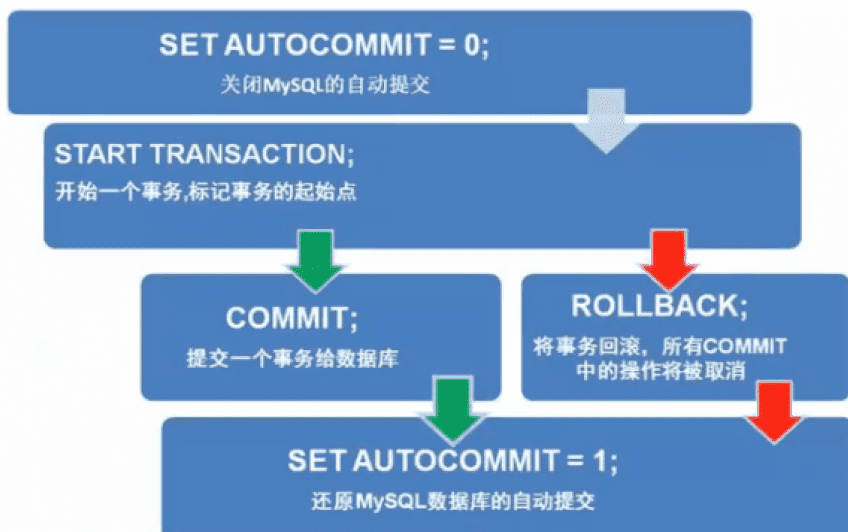 SET AUTOCOMMIT = 0;
关闭MySQL的自动提交
START TRANSACTION;
开始一个事务,标记事务的起始点
COMMIT;
提交一个事务给数据库
ROLLBACK;
将事务回滚，所有COMMIT
中的操作将被取消
SET AUTOCOMMIT = 1;
还原MySQL数据库的自动提交